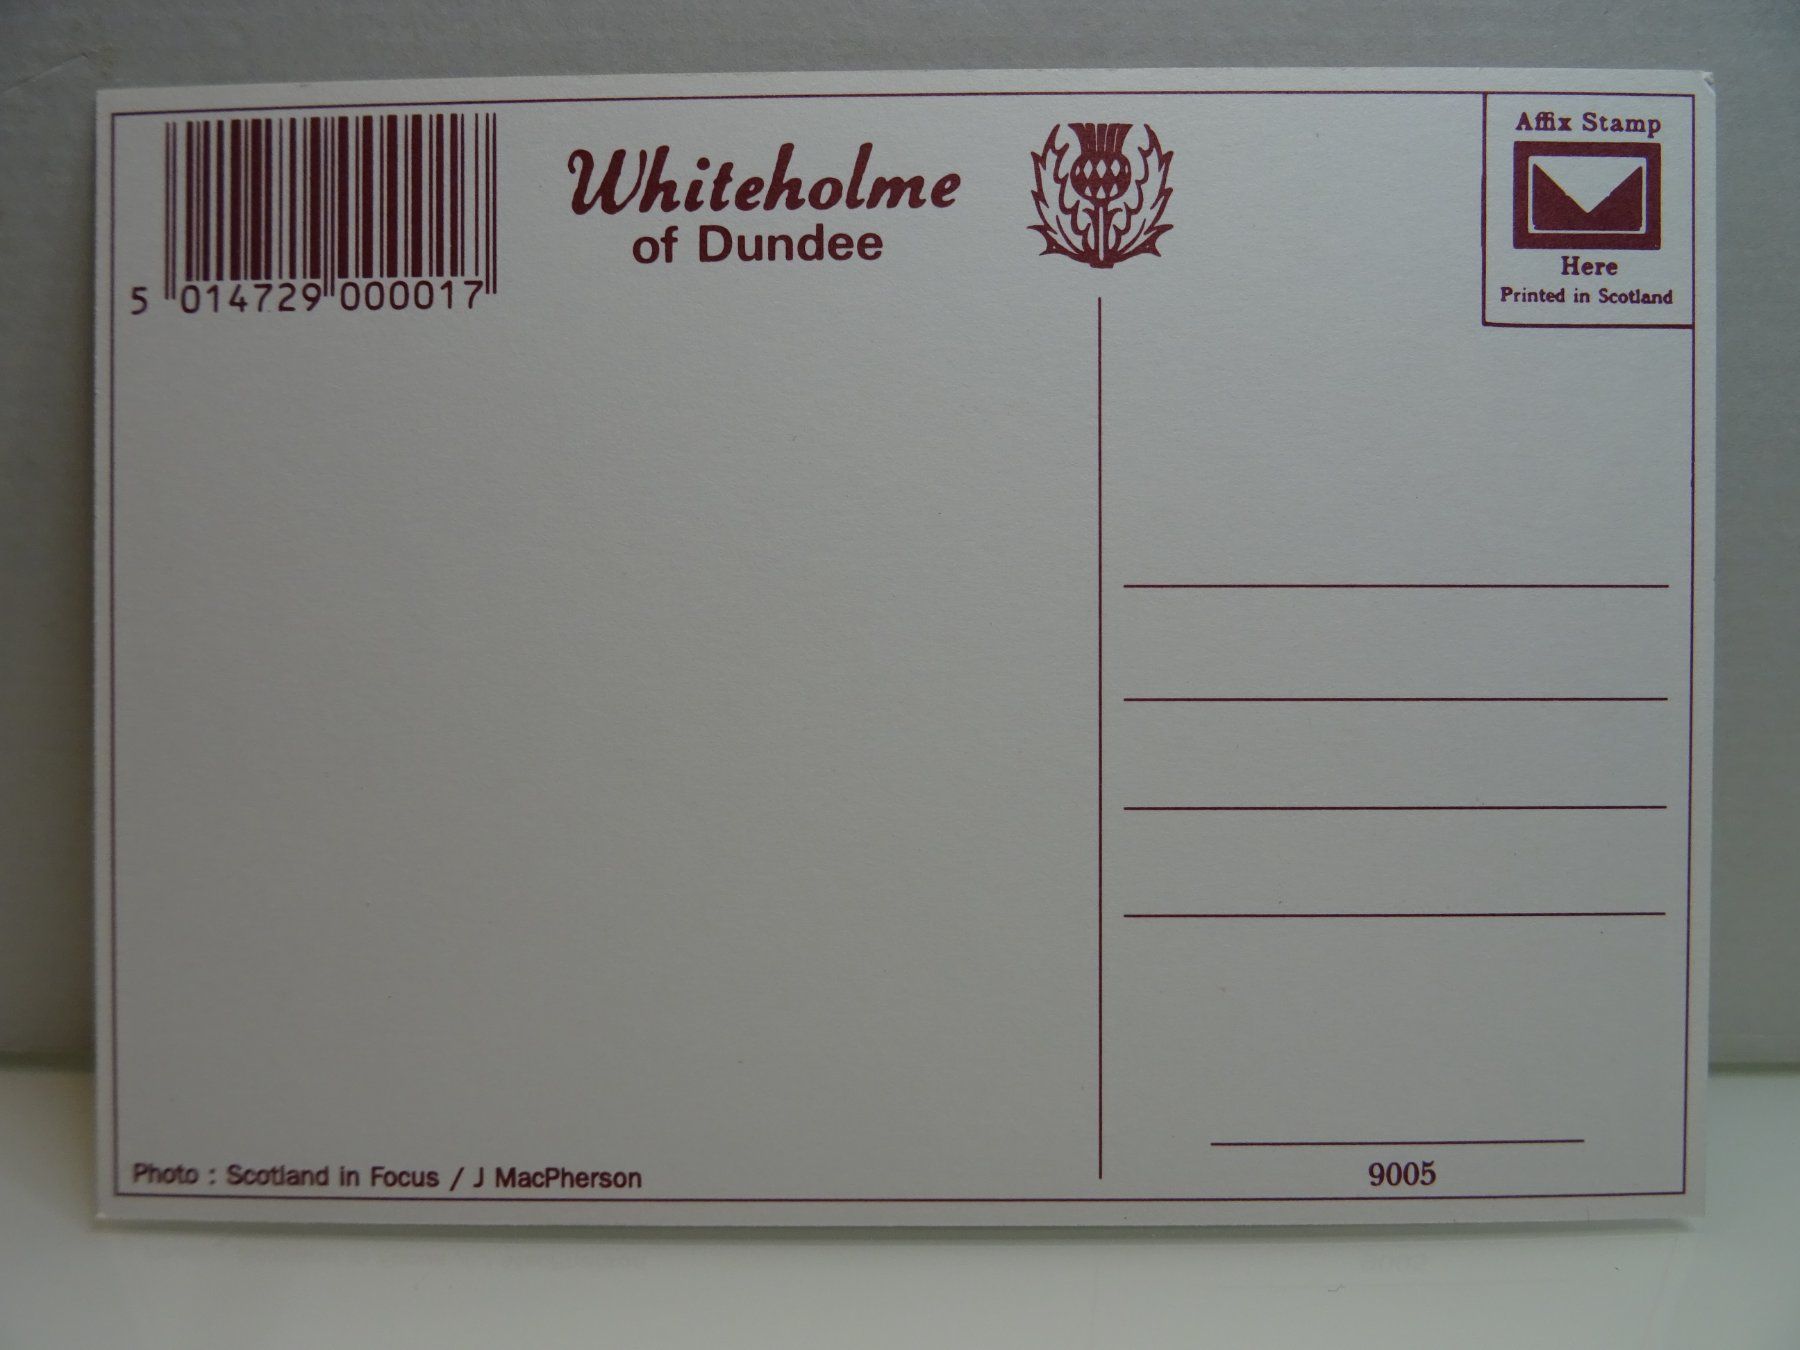 5 014729 000017
Whiteholme
of Dundee
Affix Stamp
Here
Printed in Scotland
Photo : Scotland in Focus / J MacPherson
9005